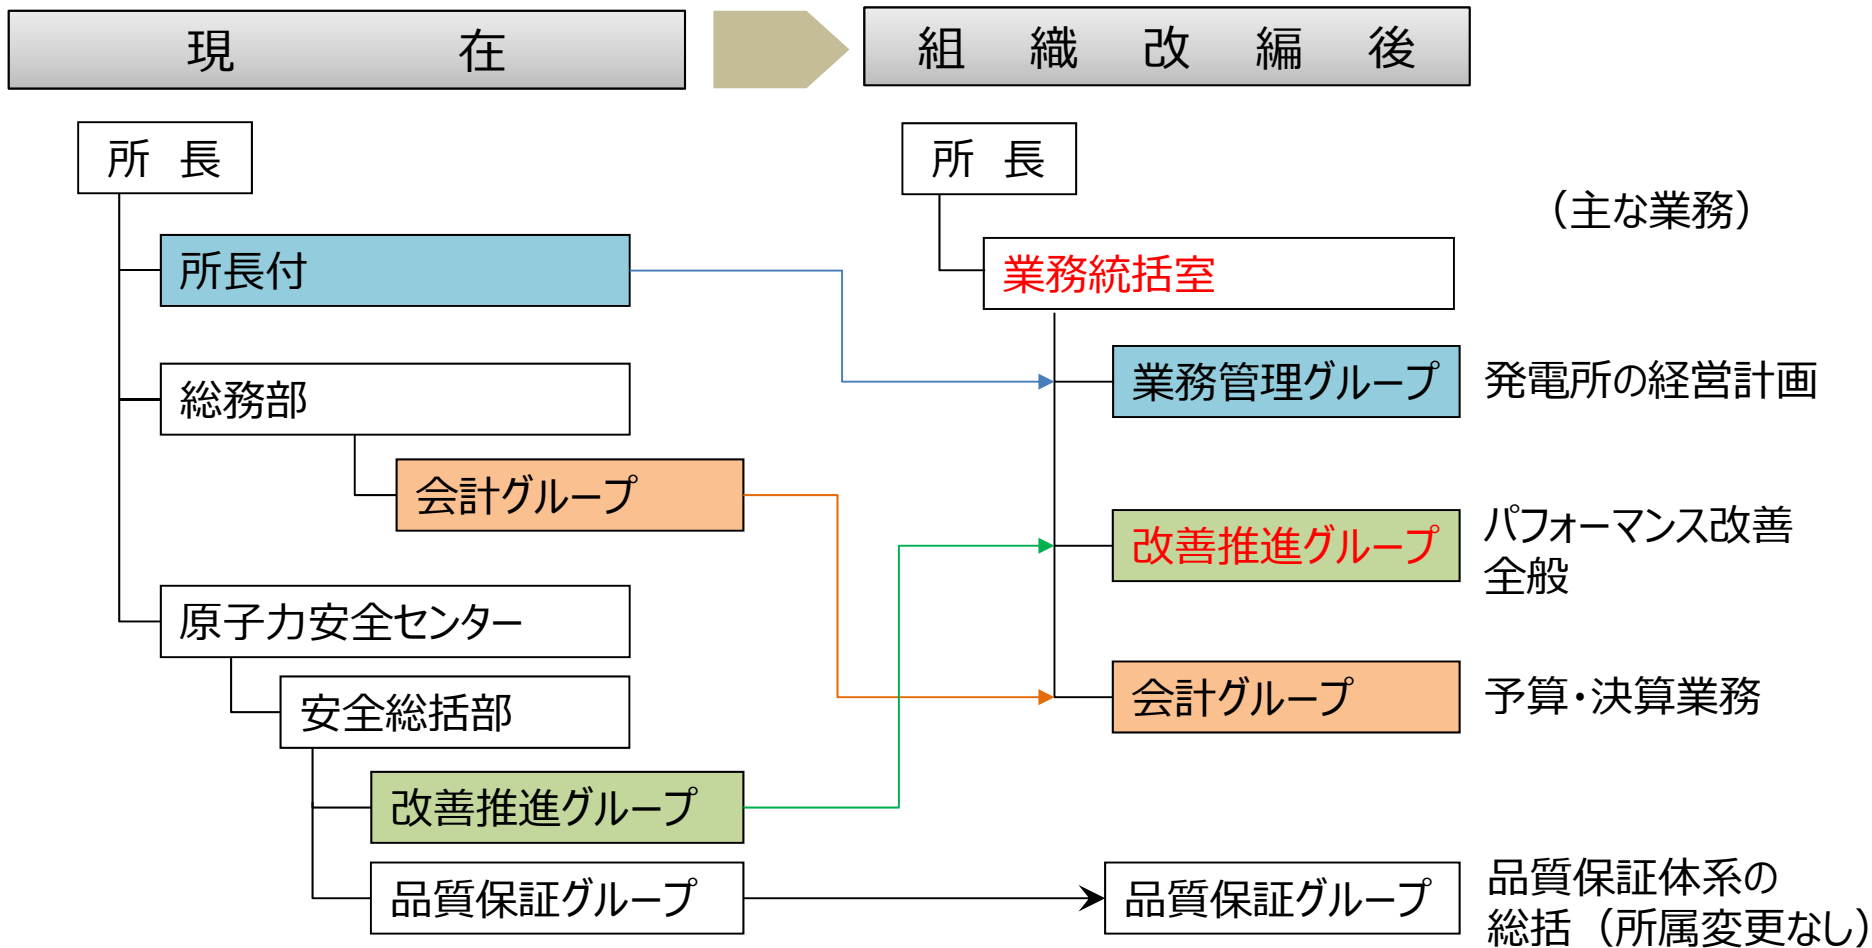 現在
組織改編後
所長
所長付
総務部
会計グループ
原子力安全センター
安全総括部
改善推進グループ
品質保証グループ
所長
（主な業務）
業務統括室
業務管理グループ
発電所の経営計画
改善推進グループ
パフォーマンス改善
全般
会計グループ
予算・決算業務
品質保証グループ
品質保証体系の
総括（所属変更なし）